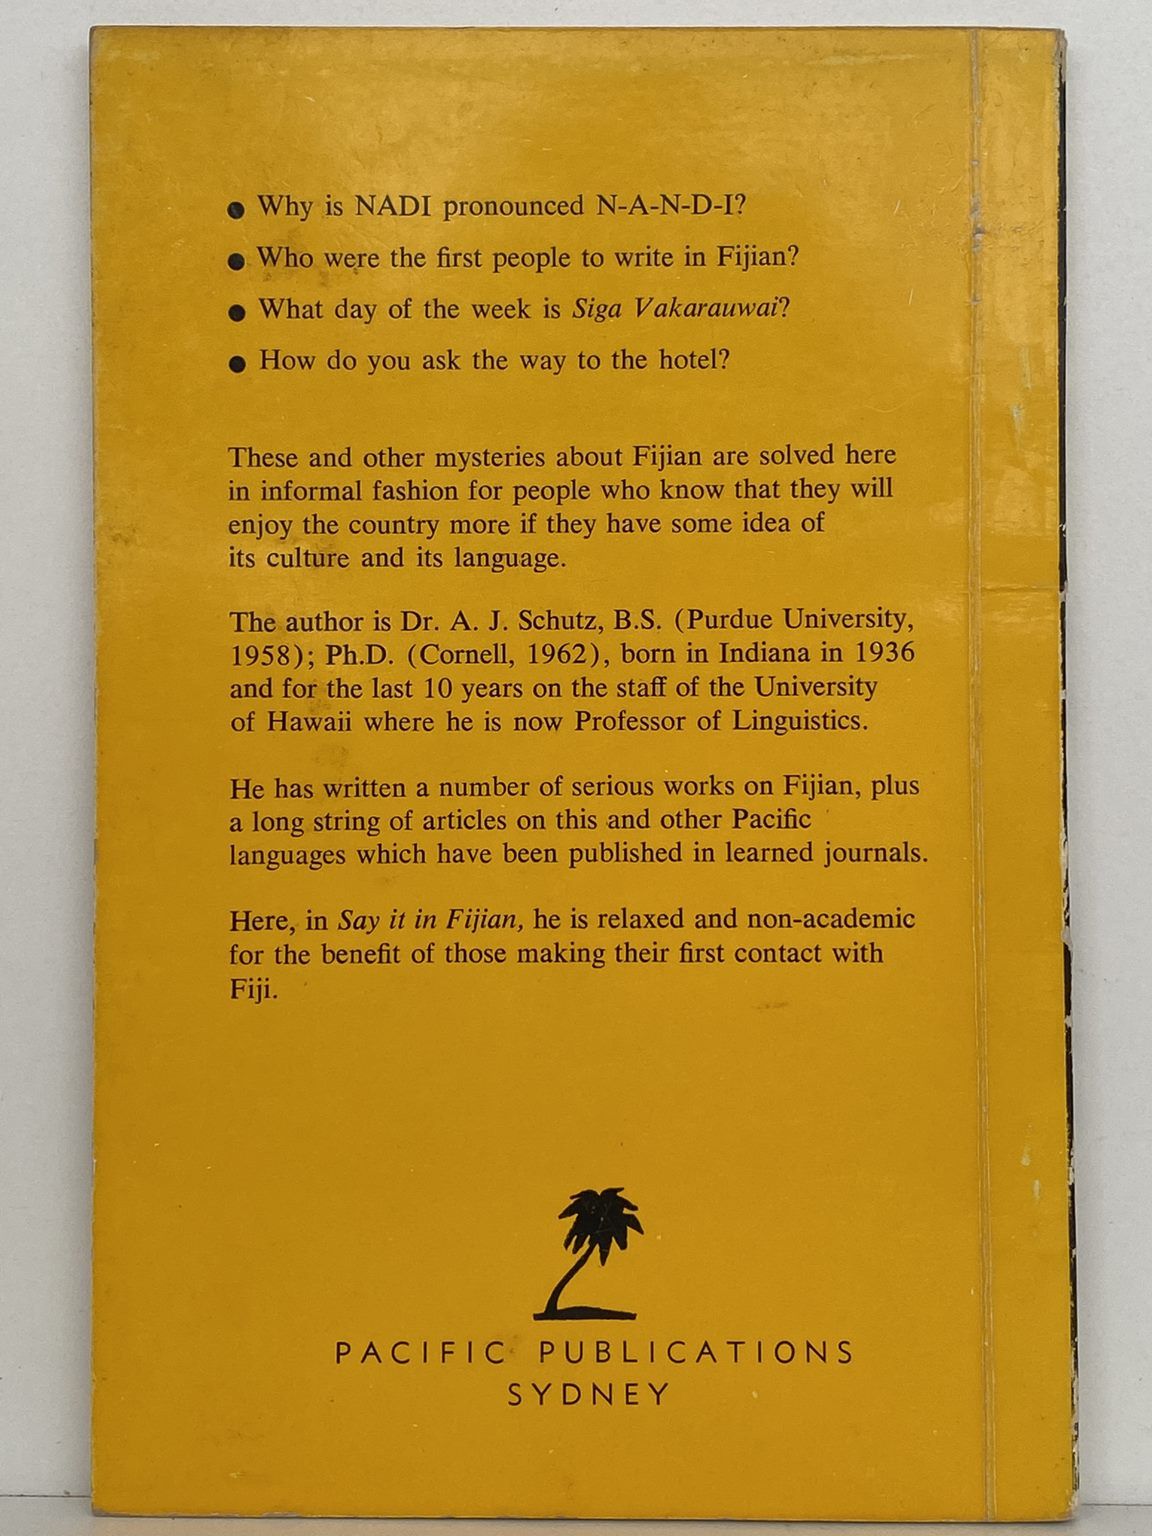 ● Why is NADI pronounced N-A-N-D-I?
● Who were the first people to write in Fijian?
● What day of the week is Siga Vakarauwai?
● How do you ask the way to the hotel?
These and other mysteries about Fijian are solved here
in informal fashion for people who know that they will
enjoy the country more if they have some idea of
its culture and its language.
The author is Dr. A. J. Schutz, B.S. (Purdue University,
1958); Ph.D. (Cornell, 1962), born in Indiana in 1936
and for the last 10 years on the staff of the University
of Hawaii where he is now Professor of Linguistics.
He has written a number of serious works on Fijian, plus
a long string of articles on this and other Pacific
languages which have been published in learned journals.
Here, in Say it in Fijian, he is relaxed and non-academic
for the benefit of those making their first contact with
Fiji.
PACIFIC PUBLICATIONS
SYDNEY